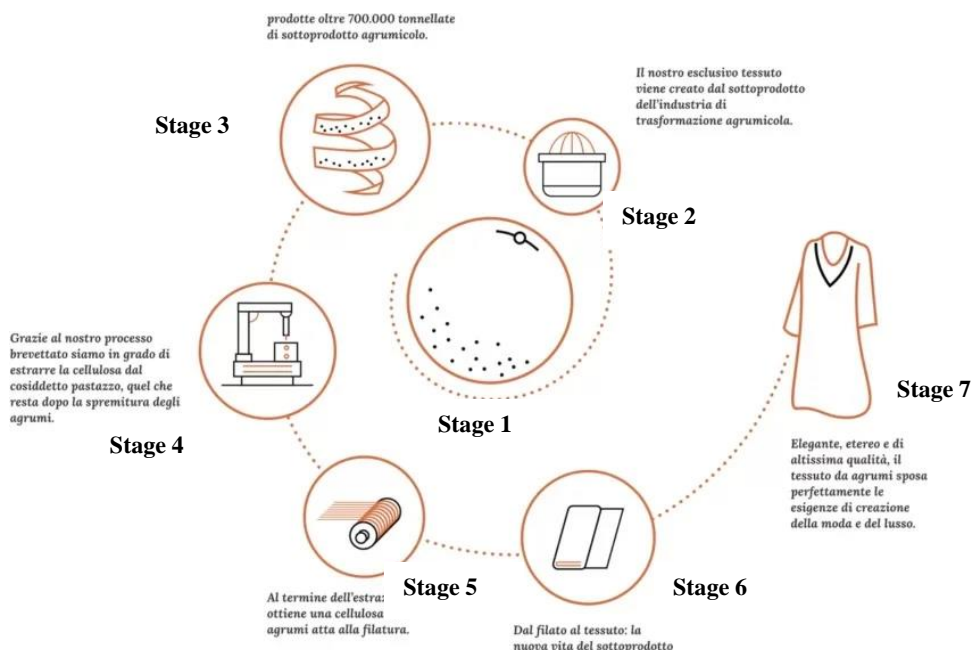 prodotte oltre 700.000 tonnellate
di sottoprodotto agrumicolo.
Stage 3
Il nostro esclusivo tessuto
viene creato dal sottoprodotto
dell'industria di
trasformazione agrumicola.
Stage 2
Stage 1
Grazie al nostro processo
brevettato siamo in grado di
estrarre la cellulosa dal
cosiddetto pastazzo, quel che
resta dopo la spremitura degli
agrumi.
Stage 4
Stage 7
Elegante, etereo e di
altissima qualità, il
tessuto da agrumi sposa
perfettamente le
esigenze di creazione
della moda e del lusso.
Stage 5
Al termine
ottiene una cellulosa
agrumi atta alla filatura.
Stage 6
Dal filato al tessuto: la
nuova vita del sottoprodotto